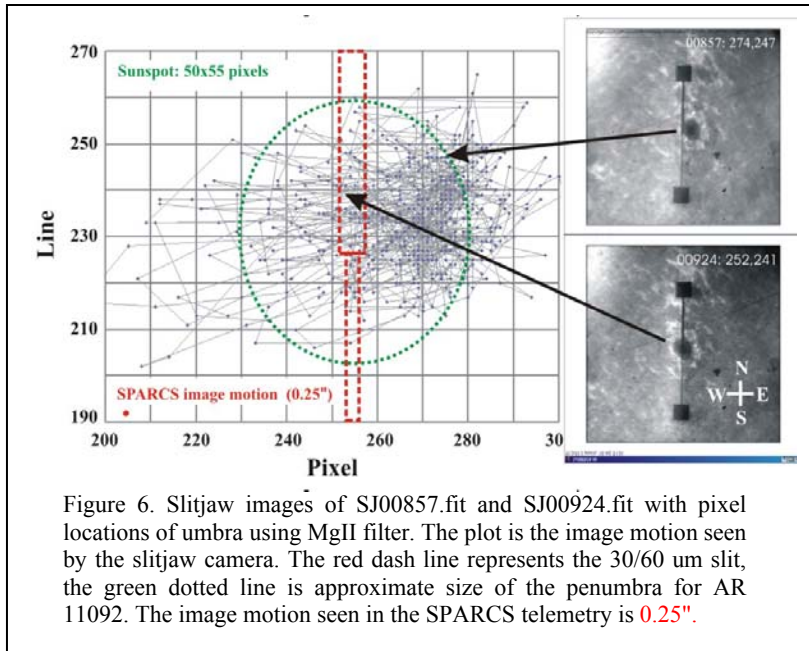 270
250
Line
230
210
190
Sunspot: 50x55 pixels
SPARCS image motion (0.25")
200 220 240 260 280 300
Pixel
00857: 274,247
00924: 252,241
N
W E
S
Figure 6. Slitjaw images of SJ00857.fit and SJ00924.fit with pixel
locations of umbra using MgII filter. The plot is the image motion seen
by the slitjaw camera. The red dash line represents the 30/60 um slit,
the green dotted line is approximate size of the penumbra for AR
11092. The image motion seen in the SPARCS telemetry is 0.25".